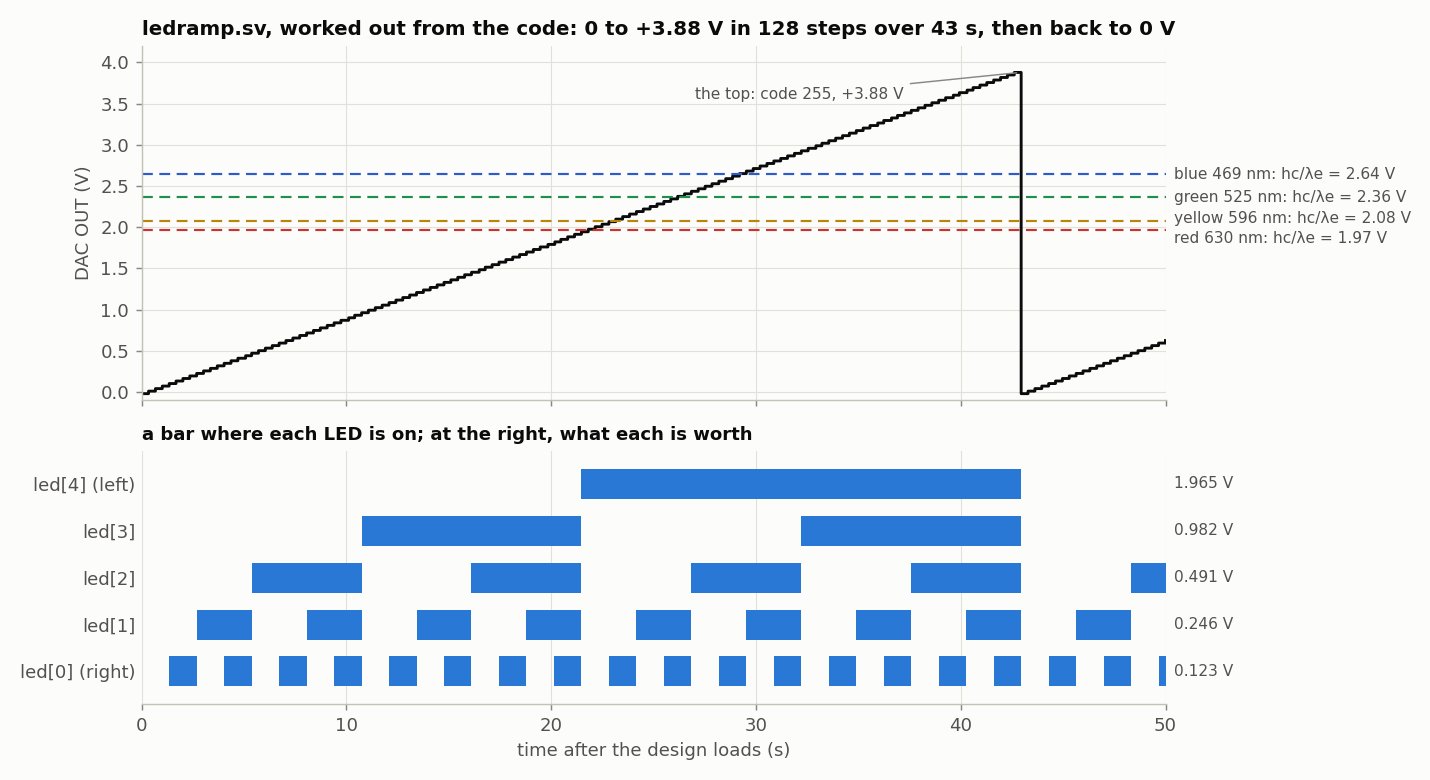 ledramp.sv, worked out from the code: 0 to +3.88 V in 128 steps over 43 s, then back to 0 V
4.0
3.5
3.0
2.5
2.0
1.5
1.0
0.5
0.0
DAC OUT (V)
the top: code 255, +3.88 V
blue 469 nm: hc/λe = 2.64 V
green 525 nm: hc/λe = 2.36 V
yellow 596 nm: hc/λe = 2.08 V
red 630 nm: hc/λe = 1.97 V
a bar where each LED is on; at the right, what each is worth
led[4] (left)
1.965 V
led[3]
0.982 V
led[2]
0.491 V
led[1]
0.246 V
led[0] (right)
0.123 V
0
10
20
30
40
50
time after the design loads (s)